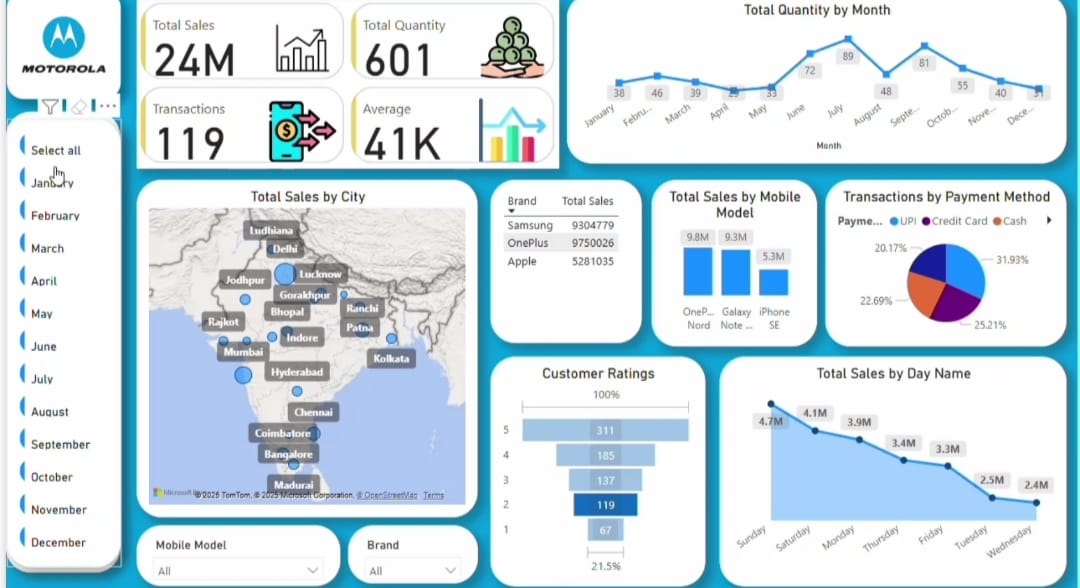 MOTOROLA
Select all
January
February
March
April
May
June
July
August
September
October
November
December
Total Sales
24M
Total Quantity
601
Transactions
119
Average
41K
Total Quantity by Month
38
46
39
33
72
89
48
81
55
40
31
January
Febru...
March
April
May
June
July
August
Septe...
Octob...
Nove...
Dece...
Month
Total Sales by City
Ludhiana
Delhi
Lucknow
Jodhpur
Gorakhpur
Ranchi
Bhopal
Rajkot
Patna
Indore
Mumbai
Kolkata
Hyderabad
Chennai
Coimbatore
Bangalore
Madurai
© 2025 TomTom, © 2025 Microsoft Corporation, © OpenStreetMap Terms
Brand Total Sales
Samsung 9304779
OnePlus 9750026
Apple 5281035
Total Sales by Mobile
Model
9.8M
9.3M
5.3M
OneP... Galaxy iPhone
Nord Note ... SE
Transactions by Payment Method
Payme... UPI Credit Card Cash
20.17%
31.93%
22.69%
25.21%
Customer Ratings
100%
5 311
4 185
3 137
2 119
1 67
21.5%
Total Sales by Day Name
4.7M
4.1M
3.9M
3.4M
3.3M
2.5M
2.4M
Sunday
Saturday
Monday
Thursday
Friday
Tuesday
Wednesday
Mobile Model
All
Brand
All